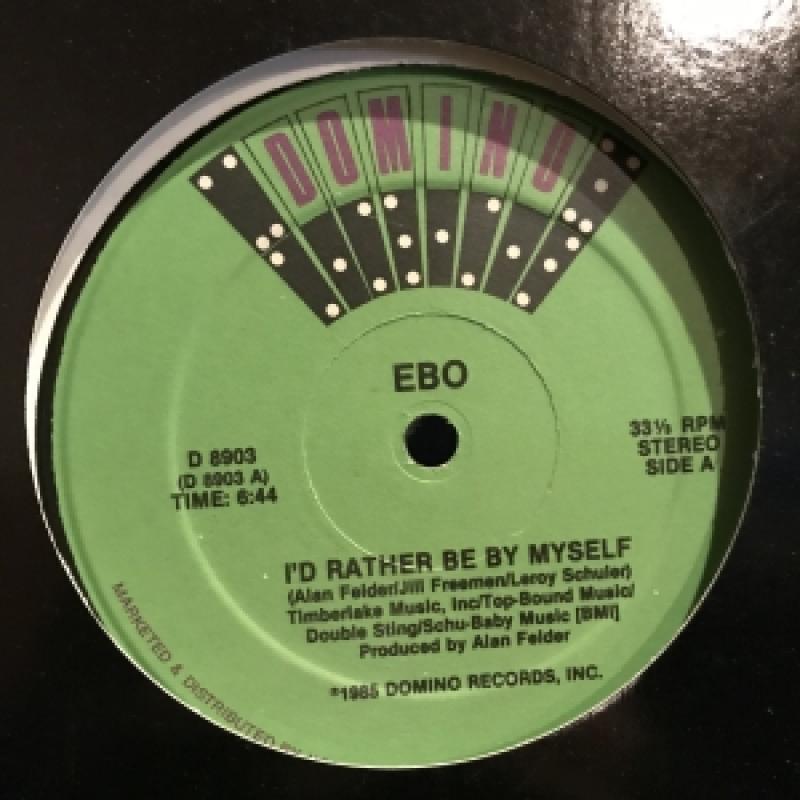 DOMINO
EBO
D 8903
(D 8903 A)
TIME: 6:44
33⅓ RPM
STEREO
SIDE A
I'D RATHER BE BY MYSELF
(Alan Felder/Jill Freemen/Leroy Schuler)
Timberlake Music, Inc/Top-Bound Music/
Double Sting/Schu-Baby Music [BMI]
Produced by Alan Felder
℗1985 DOMINO RECORDS, INC.
MARKETED & DISTRIBUTED BY